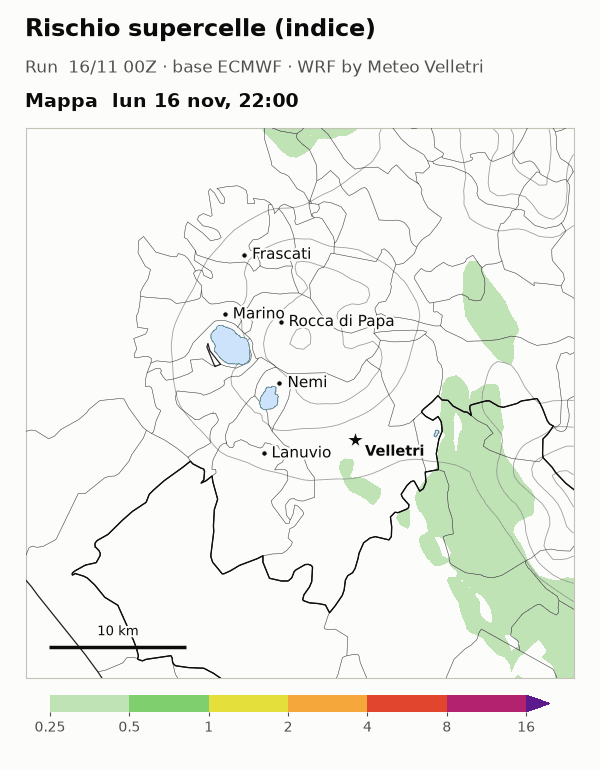 Rischio supercelle (indice)
Run  16/11 00Z · base ECMWF · WRF by Meteo Velletri
Mappa  lun 16 nov, 22:00
Frascati
Marino
Rocca di Papa
Nemi
Velletri
Lanuvio
10 km
0.25 0.5 1 2 4 8 16